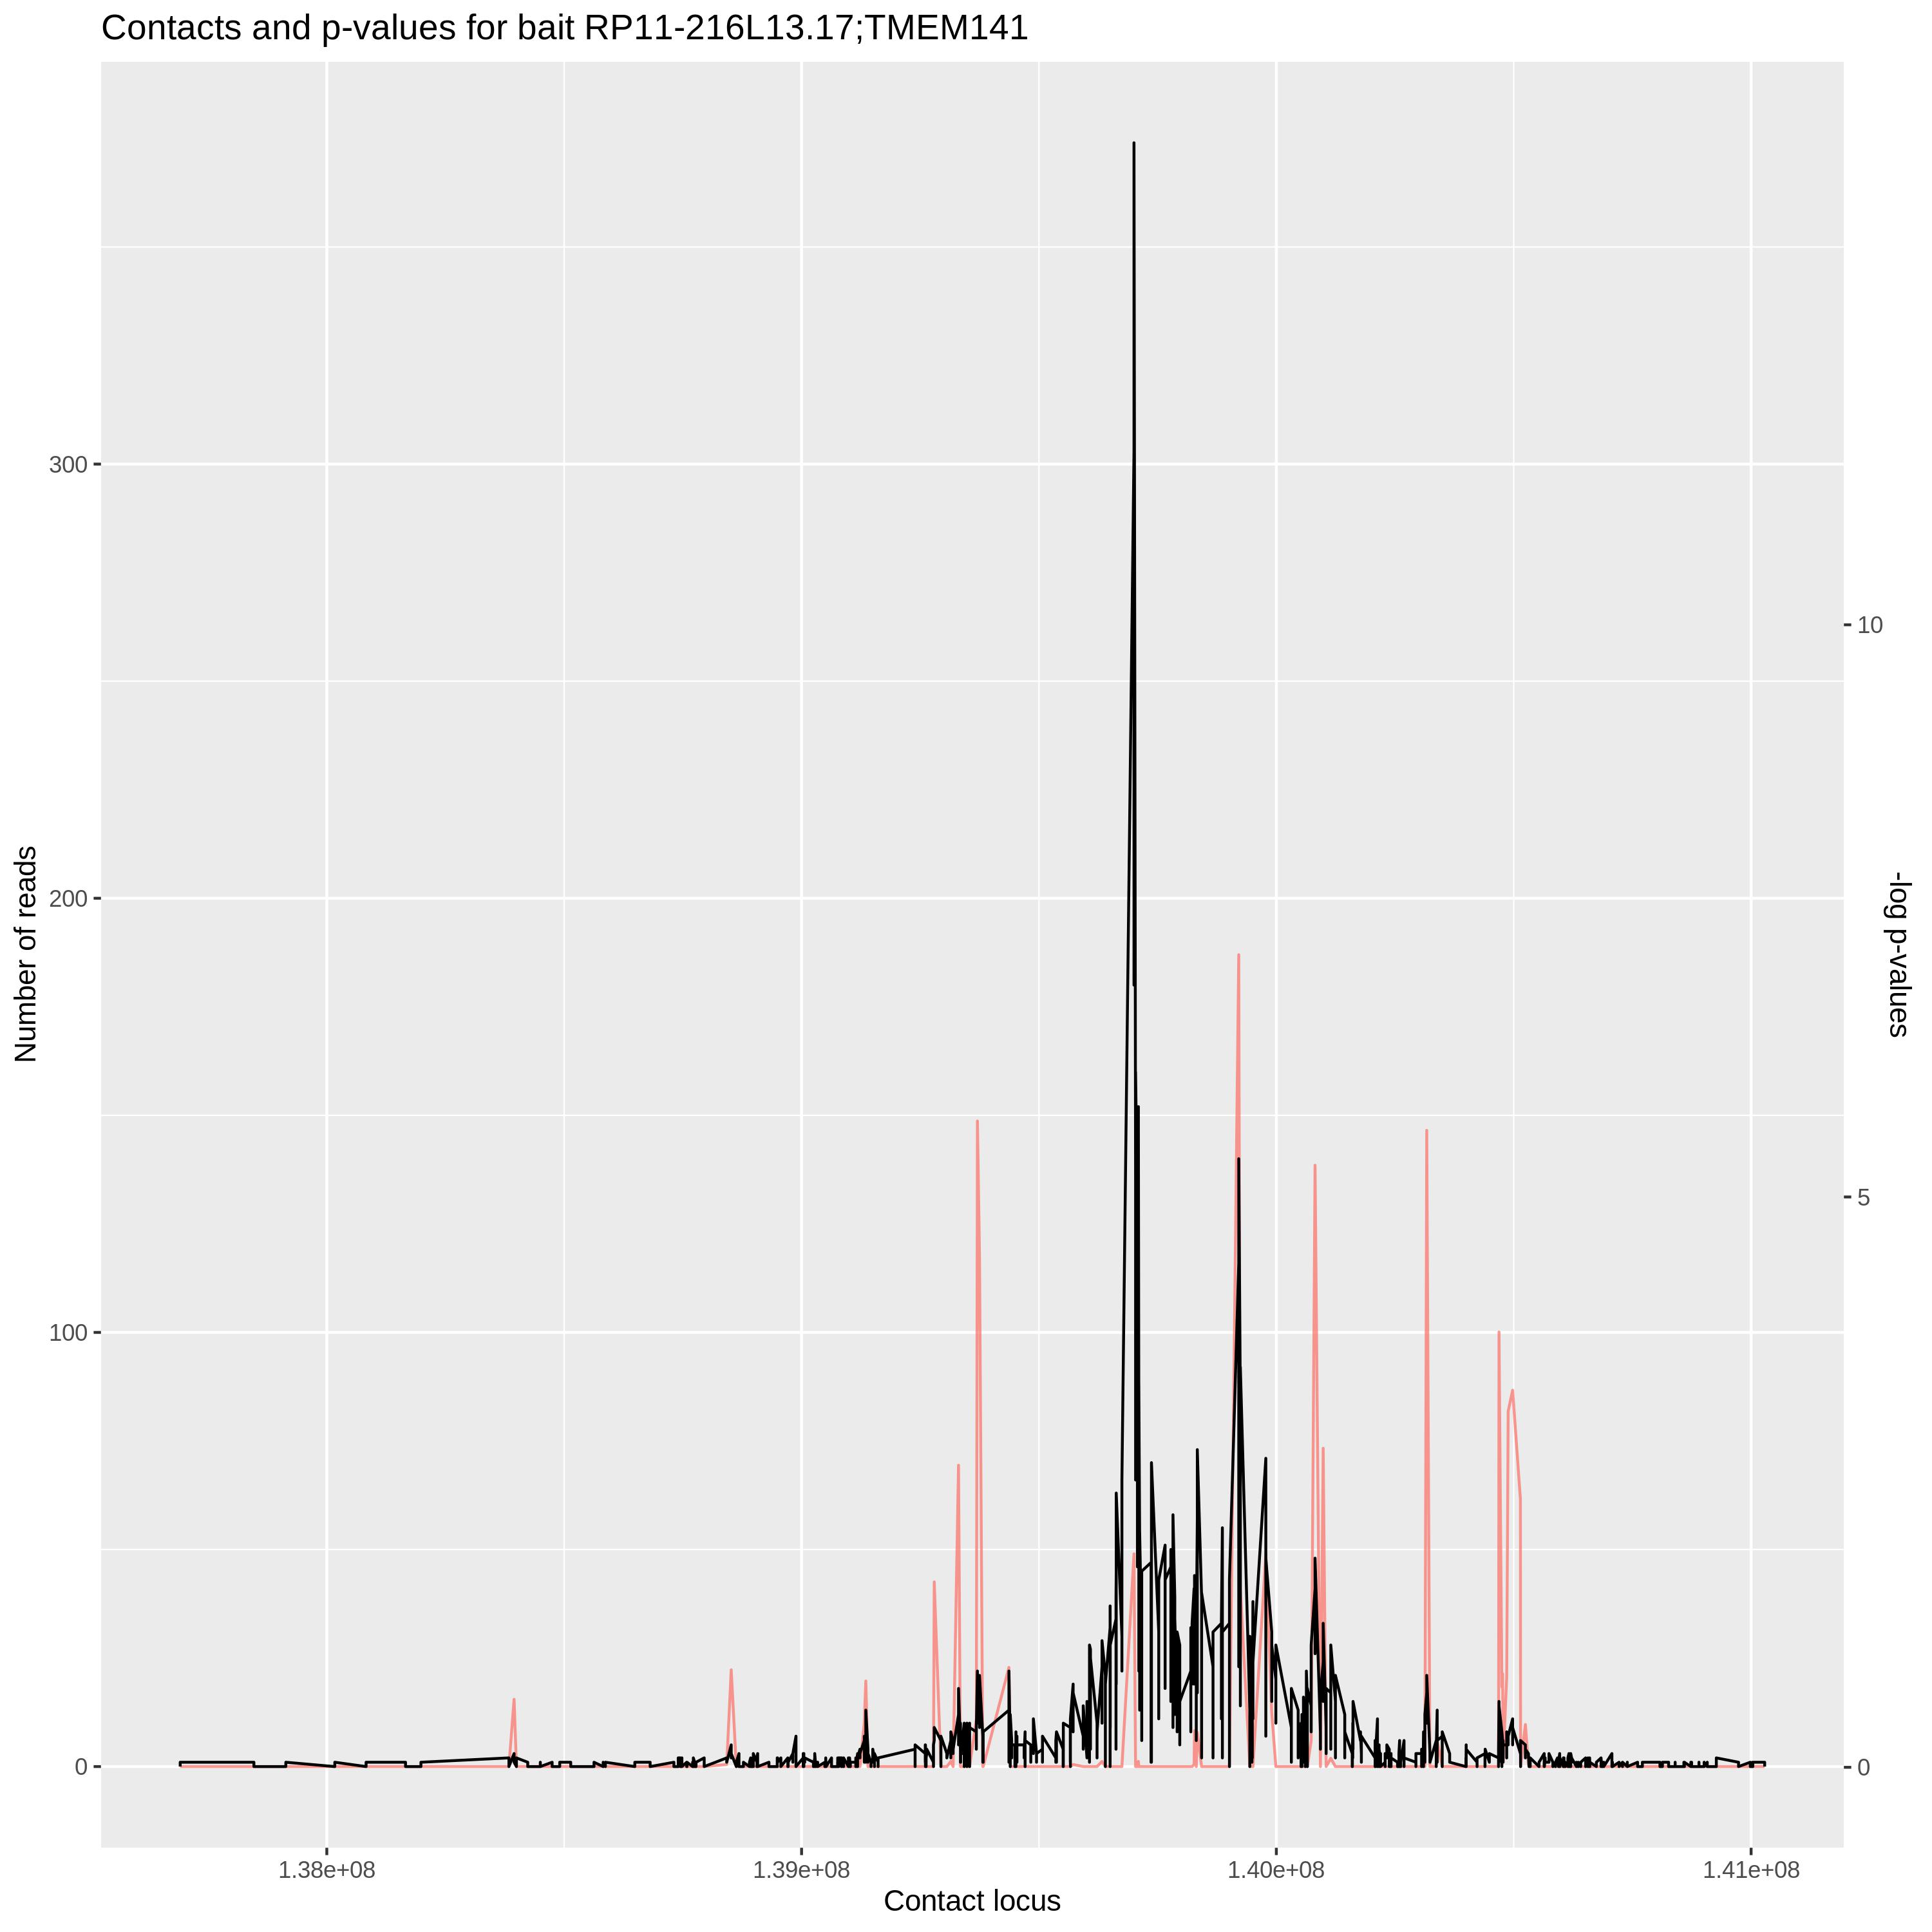 Contacts and p-values for bait RP11-216L13.17;TMEM141
Number of reads
300
200
100
0
10
5
0
-log p-values
1.38e+08 1.39e+08 1.40e+08 1.41e+08
Contact locus